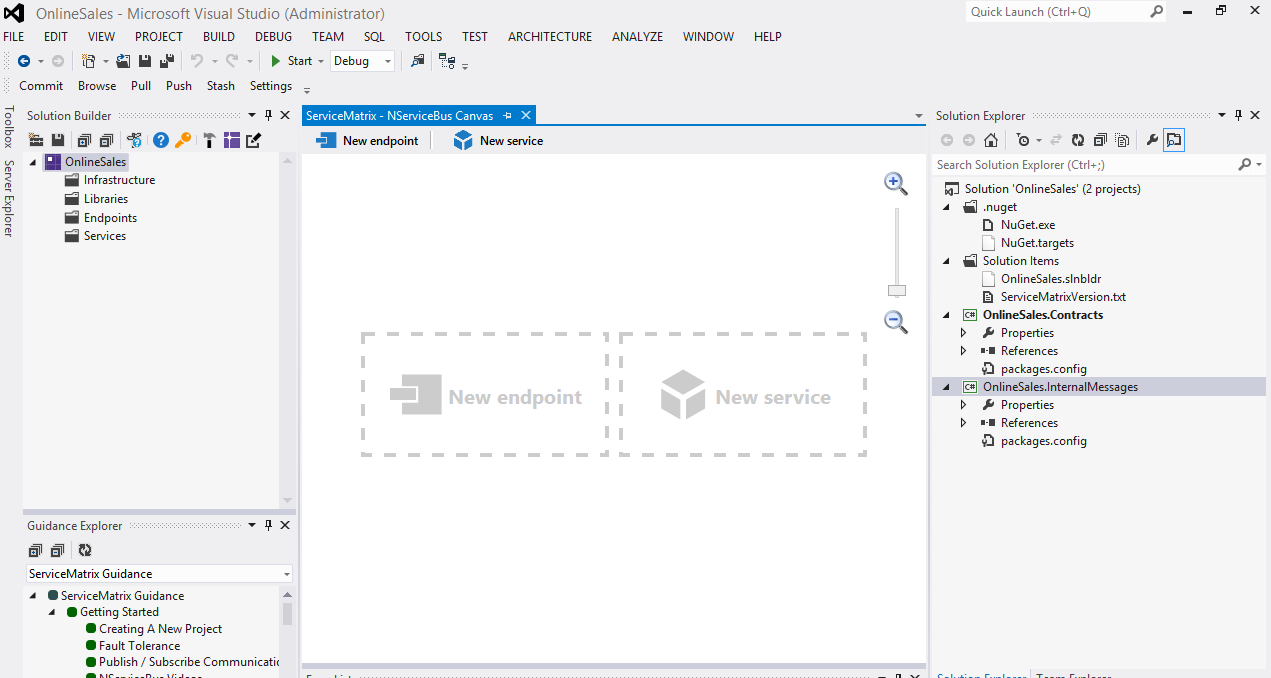 OnlineSales - Microsoft Visual Studio (Administrator)
Quick Launch (Ctrl+Q)
FILE EDIT VIEW PROJECT BUILD DEBUG TEAM SQL TOOLS TEST ARCHITECTURE ANALYZE WINDOW HELP
Start Debug
Commit Browse Pull Push Stash Settings
Toolbox
Server Explorer
Solution Builder
OnlineSales
Infrastructure
Libraries
Endpoints
Services
Guidance Explorer
ServiceMatrix Guidance
ServiceMatrix Guidance
Getting Started
Creating A New Project
Fault Tolerance
Publish / Subscribe Communicatio
NServiceBus Videos
ServiceMatrix - NServiceBus Canvas
New endpoint New service
New endpoint
New service
Solution Explorer
Search Solution Explorer (Ctrl+;)
Solution 'OnlineSales' (2 projects)
.nuget
NuGet.exe
NuGet.targets
Solution Items
OnlineSales.slnbldr
ServiceMatrixVersion.txt
C# OnlineSales.Contracts
Properties
References
packages.config
C# OnlineSales.InternalMessages
Properties
References
packages.config
Solution Explorer Team Explorer